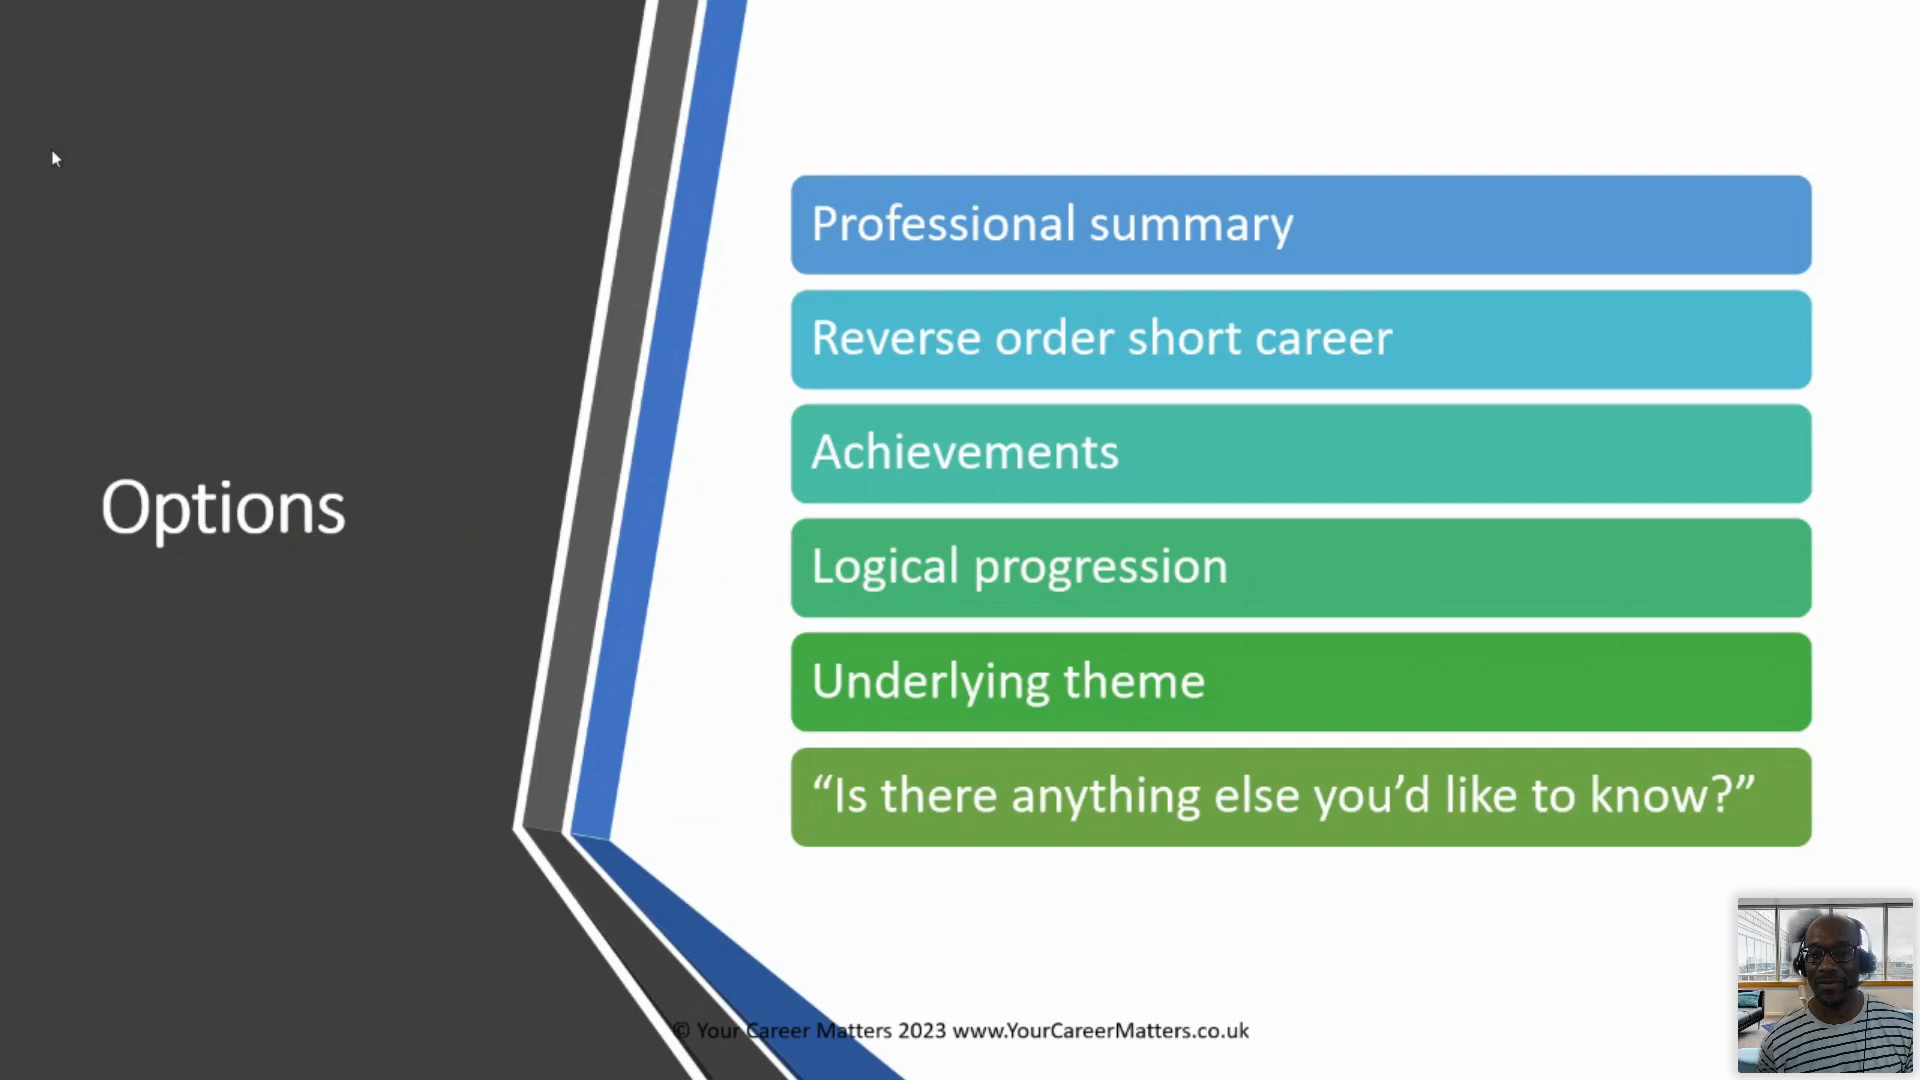 Options
Professional summary
Reverse order short career
Achievements
Logical progression
Underlying theme
“Is there anything else you’d like to know?”
© Your Career Matters 2023 www.YourCareerMatters.co.uk